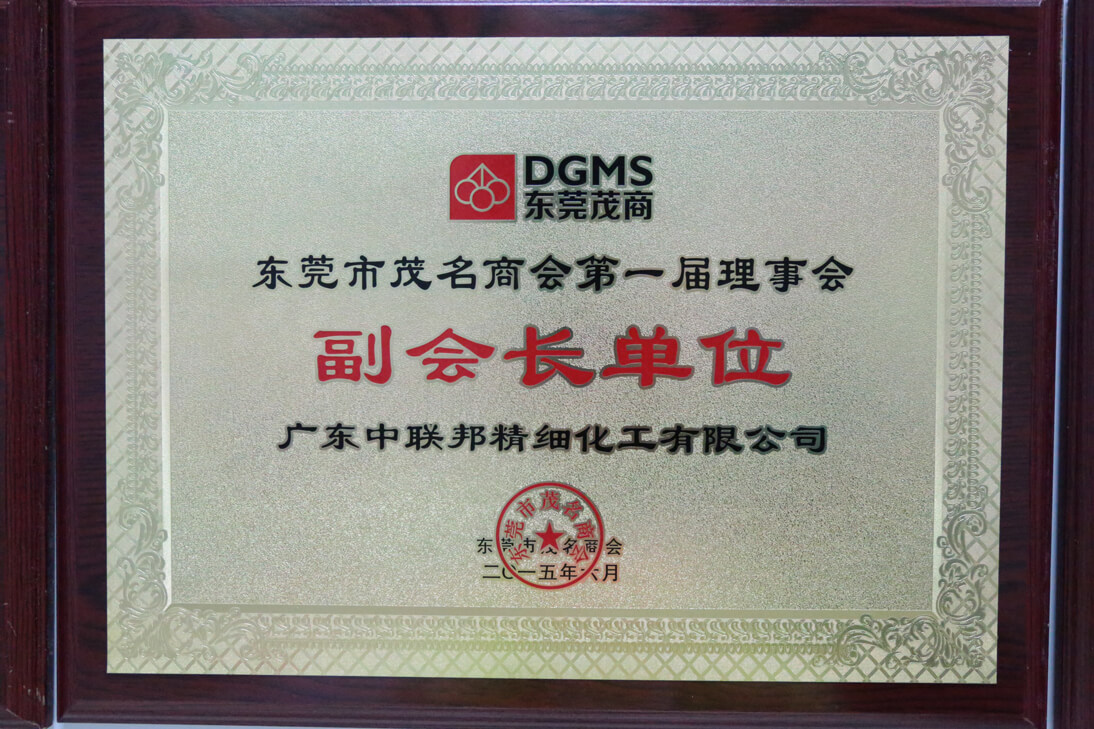 DGMS
东莞茂商
东莞市茂名商会第一届理事会
副会长单位
广东中联邦精细化工有限公司
东莞市茂名商会
东莞市茂名商会
二〇一五年六月